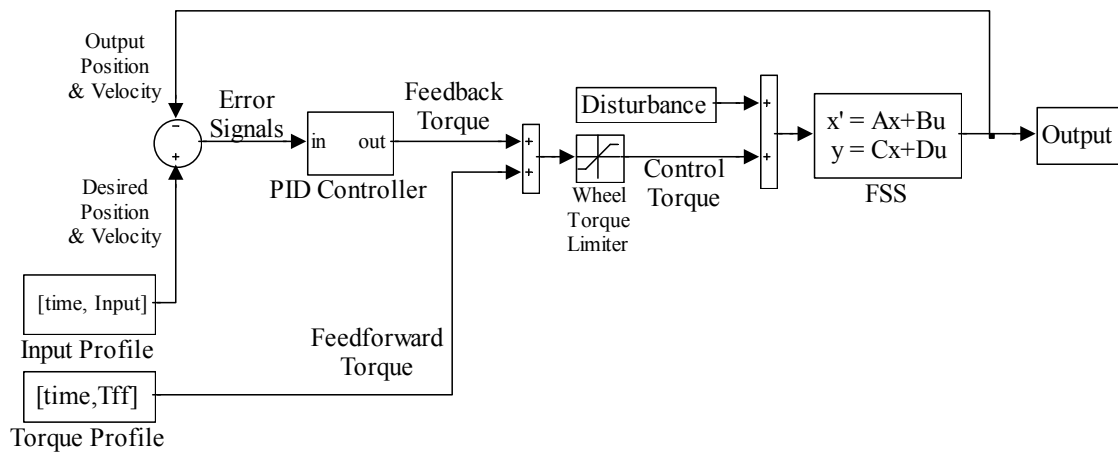 Output
Position
& Velocity
Error
Signals
−
+
in out
PID Controller
Feedback
Torque
+
+
Wheel
Torque
Limiter
Disturbance
Control
Torque
+
+
x' = Ax+Bu
y = Cx+Du
FSS
Output
Desired
Position
& Velocity
[time, Input]
Input Profile
Feedforward
Torque
[time,Tff]
Torque Profile